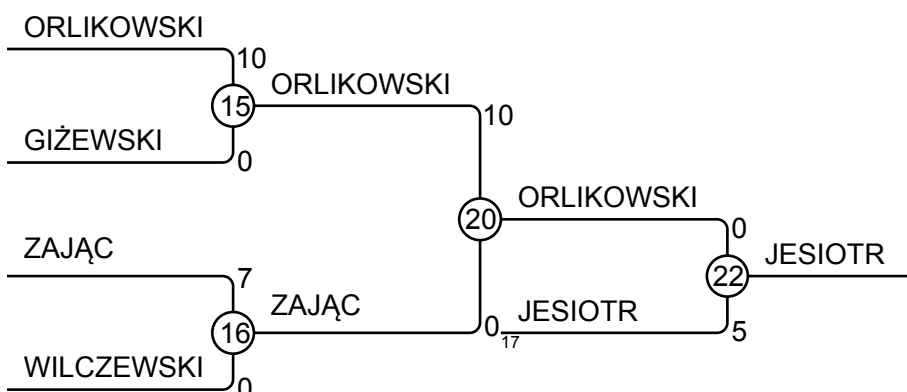 ORLIKOWSKI
10
15
ORLIKOWSKI
10
GIŻEWSKI
0
20
ORLIKOWSKI
0
22
JESIOTR
ZAJĄC
7
16
ZAJĄC
0
17
JESIOTR
5
WILCZEWSKI
0